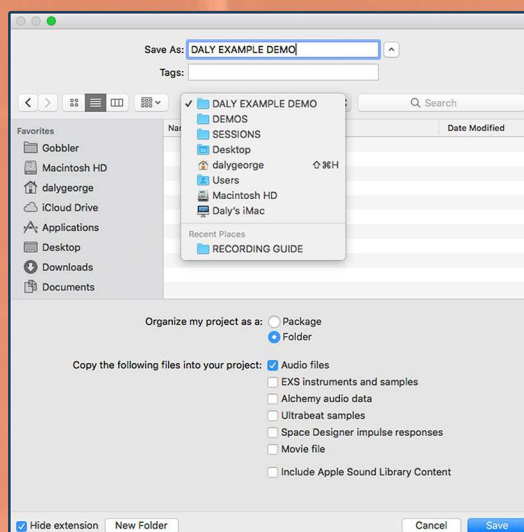 Save As: DALY EXAMPLE DEMO
Tags:
Search
Favorites
Gobbler
Macintosh HD
dalygeorge
iCloud Drive
Applications
Desktop
Downloads
Documents
Date Modified
✓ DALY EXAMPLE DEMO
DEMOS
SESSIONS
Desktop
dalygeorge ⇧⌘H
Users
Macintosh HD
Daly's iMac
Recent Places
RECORDING GUIDE
Organize my project as a: Package
Folder
Copy the following files into your project: Audio files
EXS instruments and samples
Alchemy audio data
Ultrabeat samples
Space Designer impulse responses
Movie file
Include Apple Sound Library Content
Hide extension New Folder Cancel Save